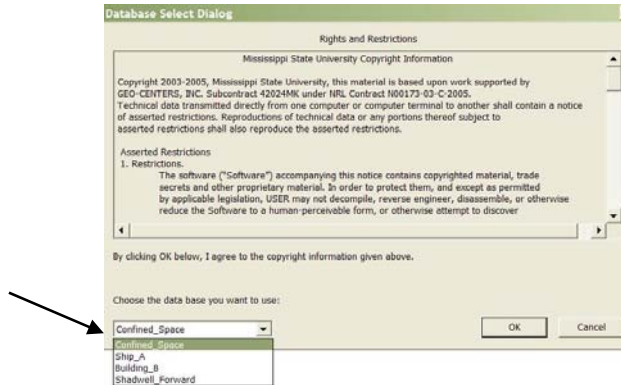 Database Select Dialog
Rights and Restrictions
Mississippi State University Copyright Information
Copyright 2003-2005, Mississippi State University, this material is based upon work supported by
GEO-CENTERS, INC. Subcontract 42024MK under NRL Contract N00173-03-C-2005.
Technical data transmitted directly from one computer or computer terminal to another shall contain a notice
of asserted restrictions. Reproductions of technical data or any portions thereof subject to
asserted restrictions shall also reproduce the asserted restrictions.
Asserted Restrictions
1. Restrictions.
The software ("Software") accompanying this notice contains copyrighted material, trade
secrets and other proprietary material. In order to protect them, and except as permitted
by applicable legislation, USER may not decompile, reverse engineer, disassemble, or otherwise
reduce the Software to a human-perceivable form, or otherwise attempt to discover
By clicking OK below, I agree to the copyright information given above.
Choose the data base you want to use:
Confined_Space
OK
Cancel
Confined_Space
Ship_A
Building_B
Shadwell_Forward